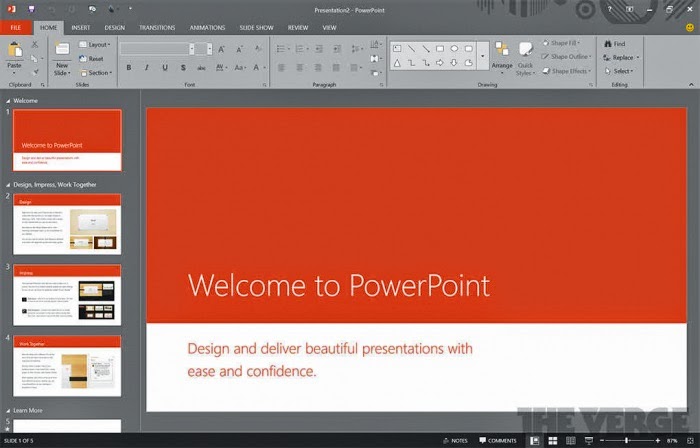 Presentation2 - PowerPoint
FILE HOME INSERT DESIGN TRANSITIONS ANIMATIONS SLIDE SHOW REVIEW VIEW
Paste
New
Slide
Layout
Reset
Section
Arrange
Quick
Styles
Shape Fill
Shape Outline
Shape Effects
Find
Replace
Select
Clipboard Slides Font Paragraph Drawing Editing
Welcome
1
Welcome to PowerPoint
Design and deliver beautiful presentations with
ease and confidence.
Design, Impress, Work Together
2
Design
3
Impress
4
Work Together
Learn More
5
Welcome to PowerPoint
Design and deliver beautiful presentations with
ease and confidence.
SLIDE 1 OF 5
NOTES COMMENTS 87%
THE VERGE